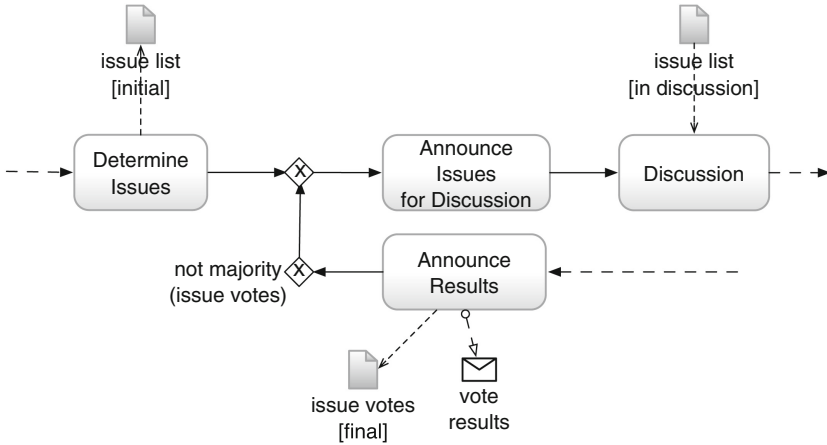 issue list
[initial]
issue list
[in discussion]
Determine
Issues
X
Announce
Issues
for Discussion
Discussion
not majority
(issue votes)
X
Announce
Results
issue votes
[final]
vote
results